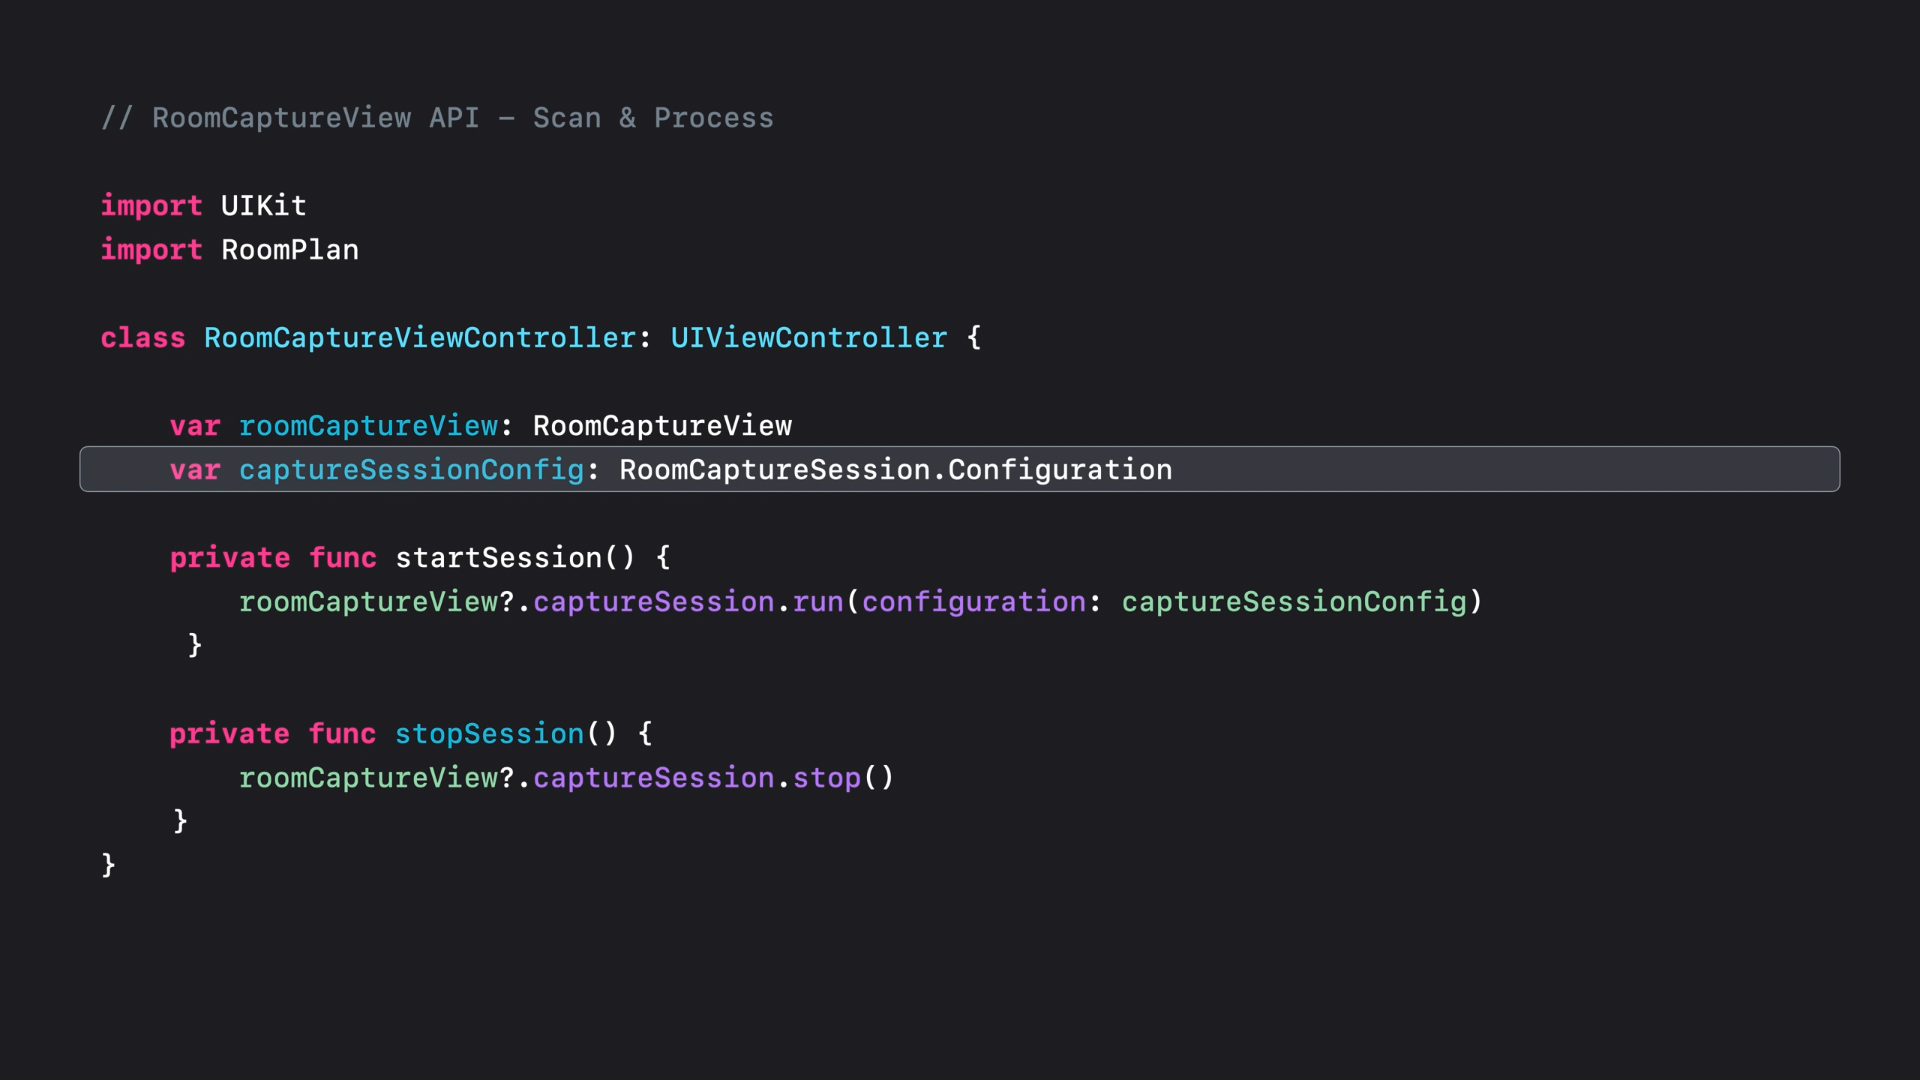 // RoomCaptureView API – Scan & Process
import UIKit
import RoomPlan
class RoomCaptureViewController: UIViewController {
var roomCaptureView: RoomCaptureView
var captureSessionConfig: RoomCaptureSession.Configuration
private func startSession() {
roomCaptureView?.captureSession.run(configuration: captureSessionConfig)
}
private func stopSession() {
roomCaptureView?.captureSession.stop()
}
}